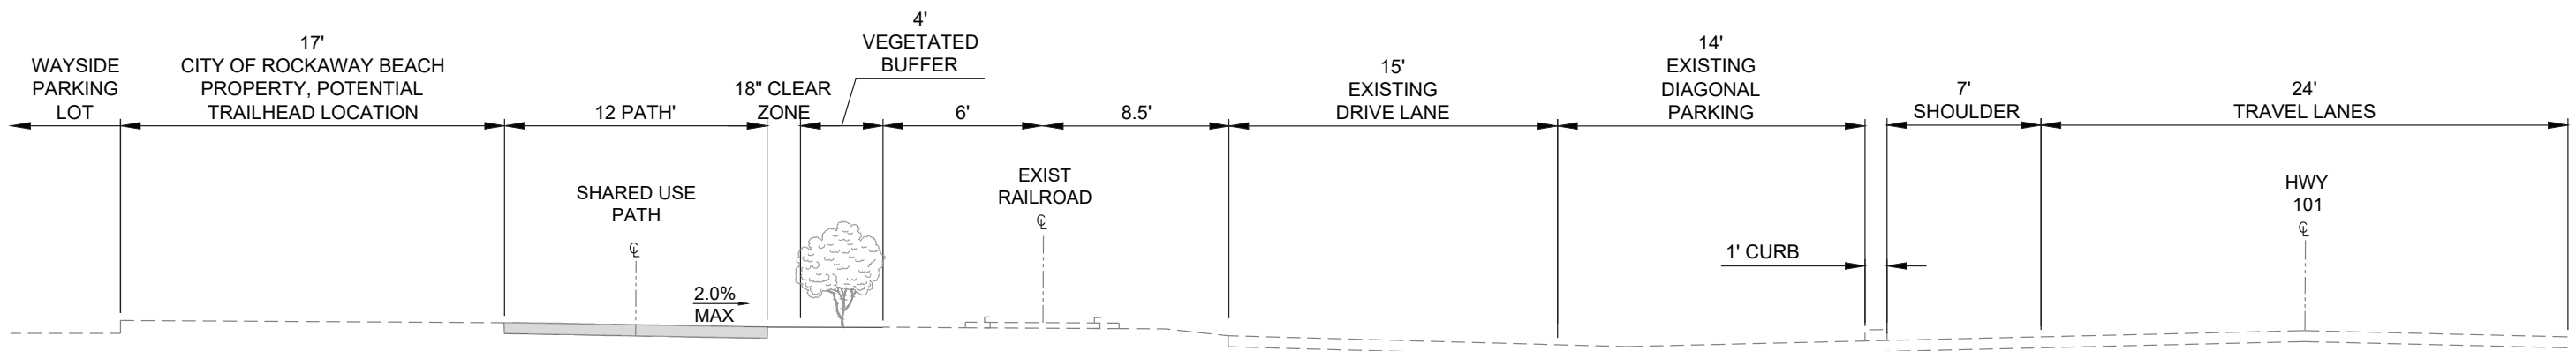 WAYSIDE
PARKING
LOT
17'
CITY OF ROCKAWAY BEACH
PROPERTY, POTENTIAL
TRAILHEAD LOCATION
12 PATH'
18" CLEAR
ZONE
4'
VEGETATED
BUFFER
6'
8.5'
15'
EXISTING
DRIVE LANE
14'
EXISTING
DIAGONAL
PARKING
7'
SHOULDER
24'
TRAVEL LANES
SHARED USE
PATH
℄
2.0%
MAX
EXIST
RAILROAD
℄
1' CURB
HWY
101
℄